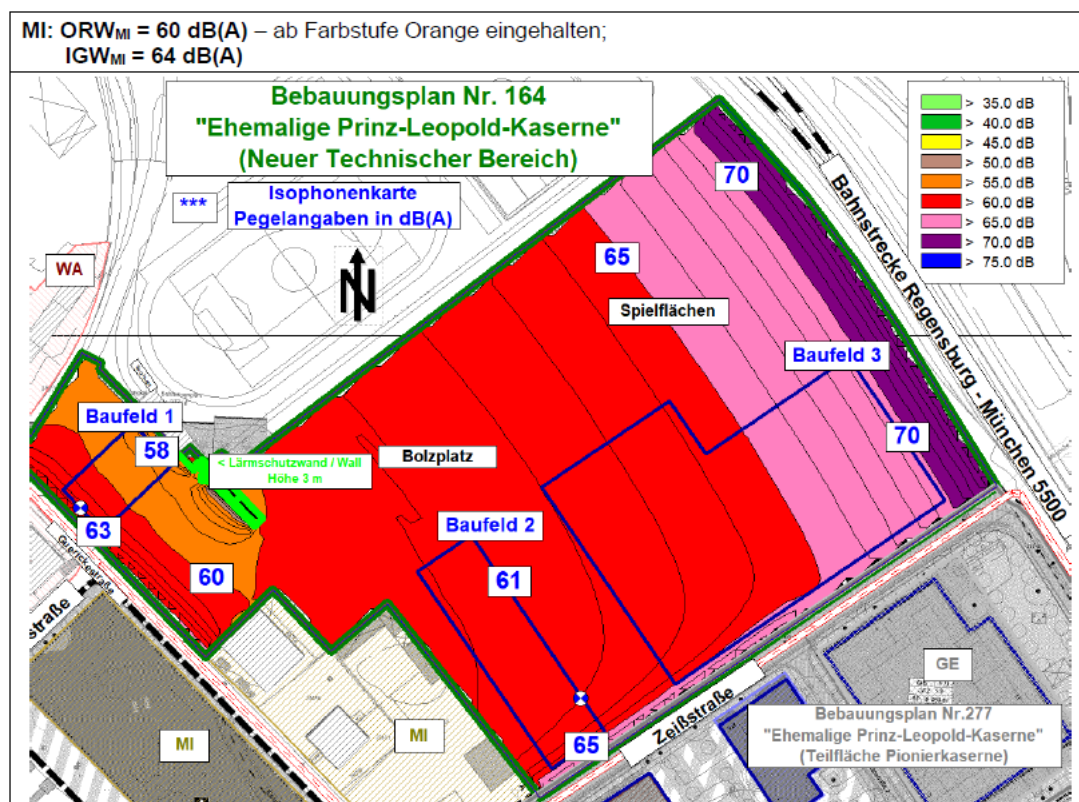 MI: ORWMI = 60 dB(A) – ab Farbstufe Orange eingehalten;
IGWMI = 64 dB(A)
Bebauungsplan Nr. 164
"Ehemalige Prinz-Leopold-Kaserne"
(Neuer Technischer Bereich)
***
Isophonenkarte
Pegelangaben in dB(A)
> 35.0 dB
> 40.0 dB
> 45.0 dB
> 50.0 dB
> 55.0 dB
> 60.0 dB
> 65.0 dB
> 70.0 dB
> 75.0 dB
70
Bahnstrecke Regensburg - München 5500
WA
N
65
Spielflächen
Baufeld 3
Baufeld 1
58
< Lärmschutzwand / Wall
Höhe 3 m
Bolzplatz
70
63
Baufeld 2
Guerickestraße
60
61
straße
GE
MI
MI
65
Zeißstraße
Bebauungsplan Nr.277
"Ehemalige Prinz-Leopold-Kaserne"
(Teilfläche Pionierkaserne)